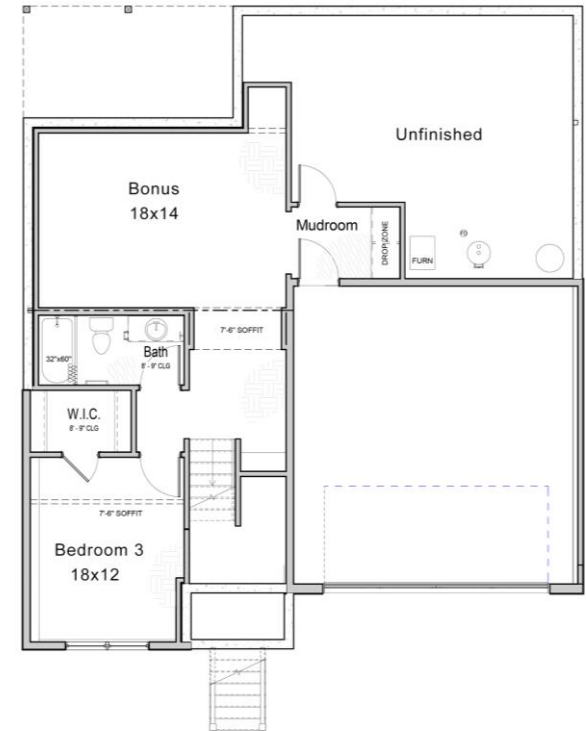 Unfinished
Bonus
18x14
Mudroom
DROP ZONE
FURN
FD
7'-6" SOFFIT
32"x60"
Bath
8' - 9" CLG
W.I.C.
8' - 9" CLG
7'-6" SOFFIT
Bedroom 3
18x12